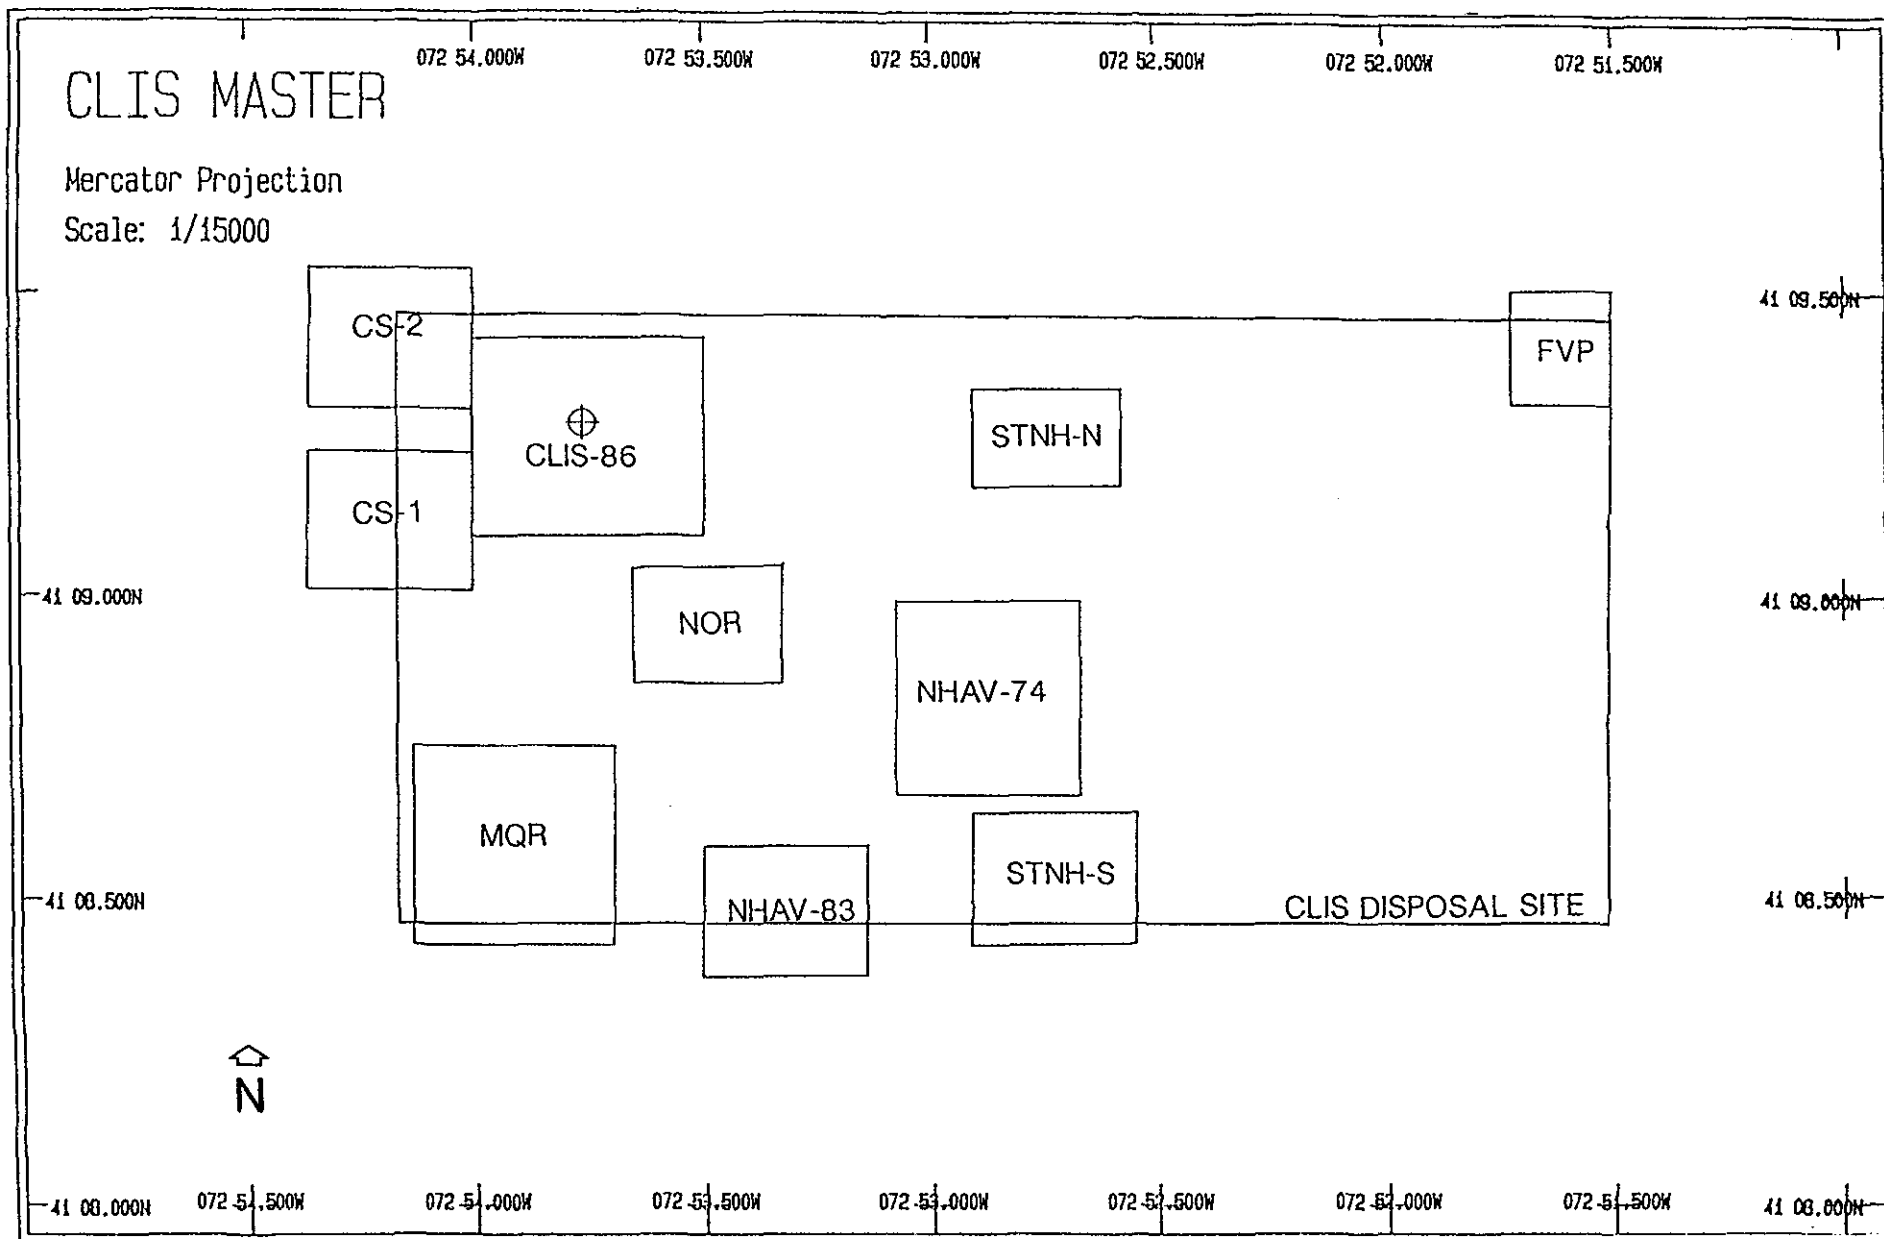 072 54.000W 072 53.500W 072 53.000W 072 52.500W 072 52.000W 072 51.500W
CLIS MASTER
Mercator Projection
Scale: 1/15000
41 09.500N
CS-2
FVP
STNH-N
CLIS-86
CS-1
41 09.000N
41 09.000N
NOR
NHAV-74
MQR
STNH-S
41 08.500N
NHAV-83
CLIS DISPOSAL SITE
41 08.500N
N
41 08.000N 072 54.500W 072 54.000W 072 53.500W 072 53.000W 072 52.500W 072 52.000W 072 51.500W 41 08.000N